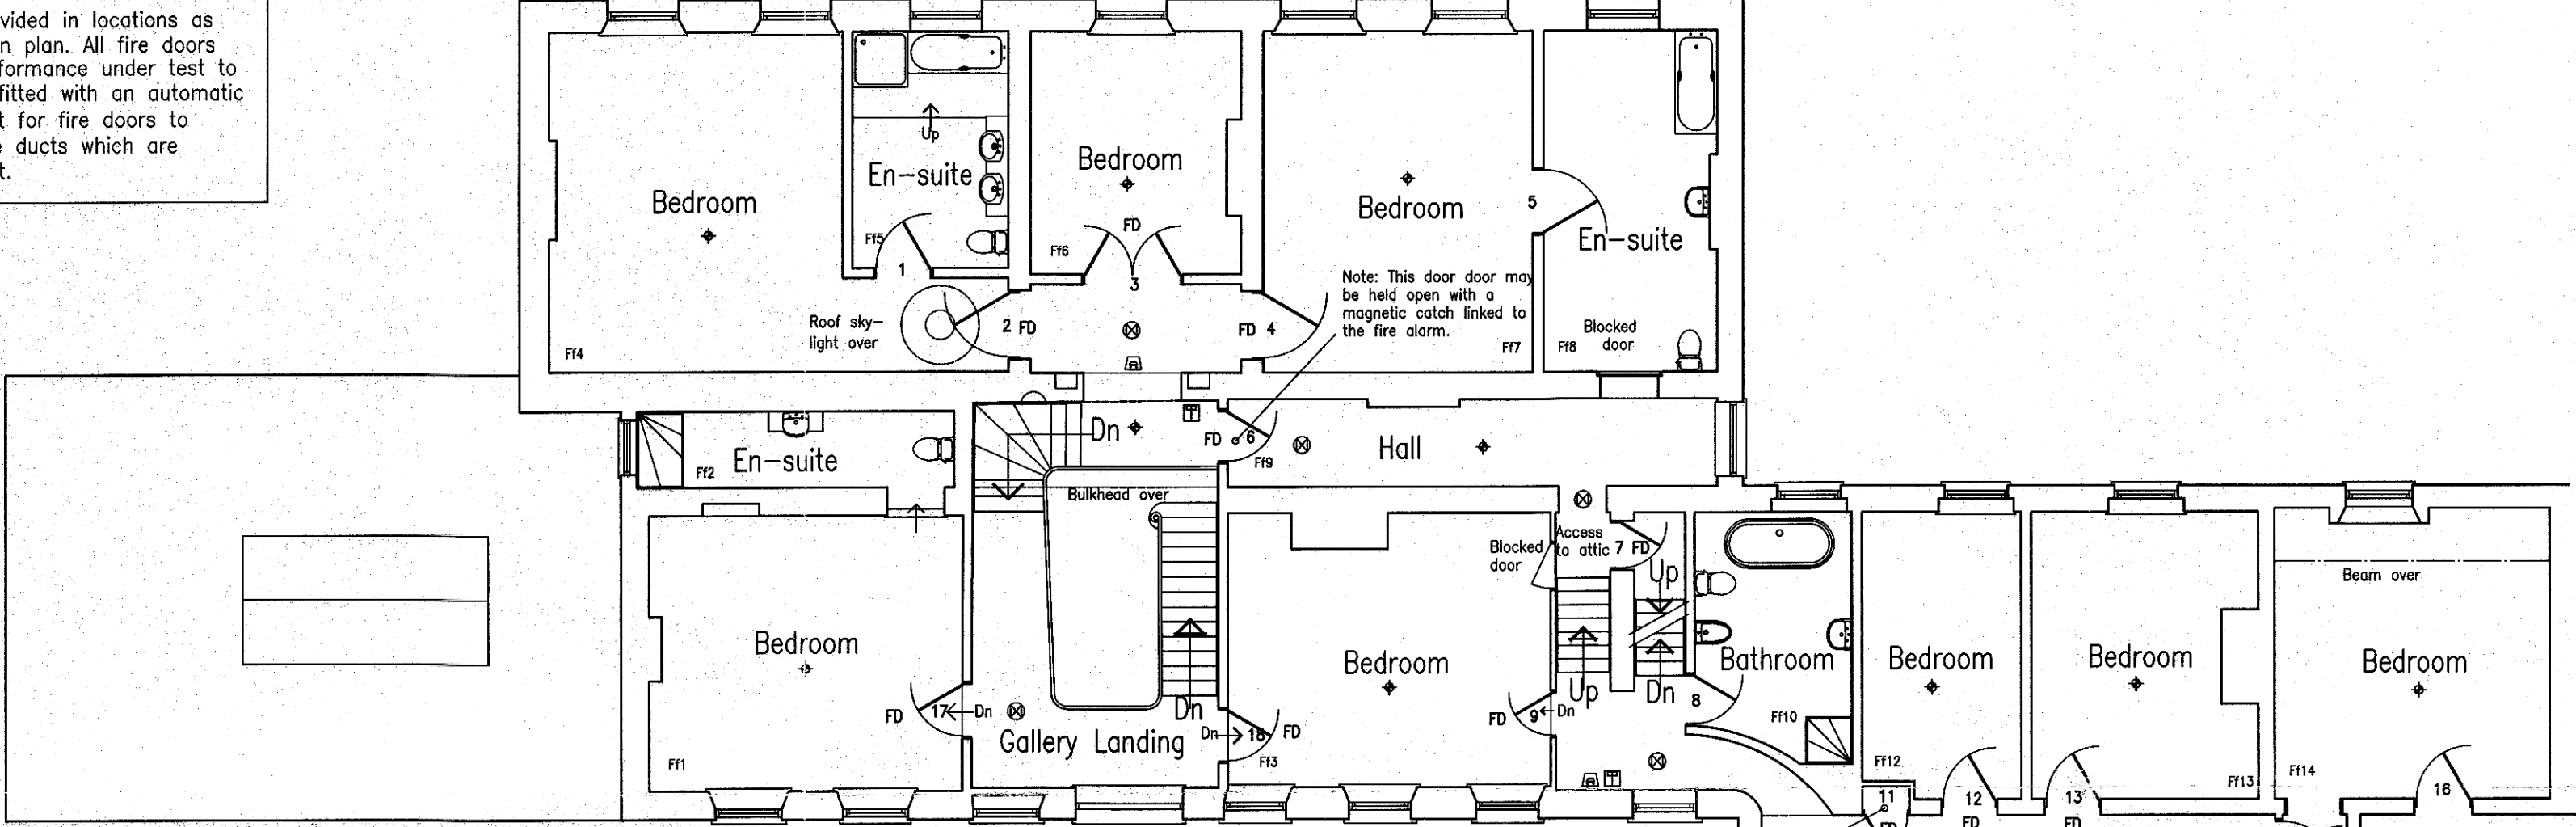 vided in locations as
n plan. All fire doors
formance under test to
fitted with an automatic
t for fire doors to
ducts which are
t.
Bedroom
Ff4
Up
En-suite
Ff5
1
Roof sky-
light over
2 FD
Bedroom
Ff6
FD
3
FD 4
Bedroom
Ff7
Note: This door door may
be held open with a
magnetic catch linked to
the fire alarm.
5
En-suite
Ff8
Blocked
door
Ff2
En-suite
Dn
FD
6
Ff9
Hall
Bulkhead over
Bedroom
Ff1
FD
17
Dn
Gallery Landing
Dn
Dn
18
FD
Ff3
Bedroom
Blocked
door
Access
to attic
7 FD
Up
Up
Dn
FD
9
Dn
8
Bathroom
Ff10
Bedroom
Ff12
11
FD
12
FD
Bedroom
Ff13
13
FD
Beam over
Bedroom
Ff14
16